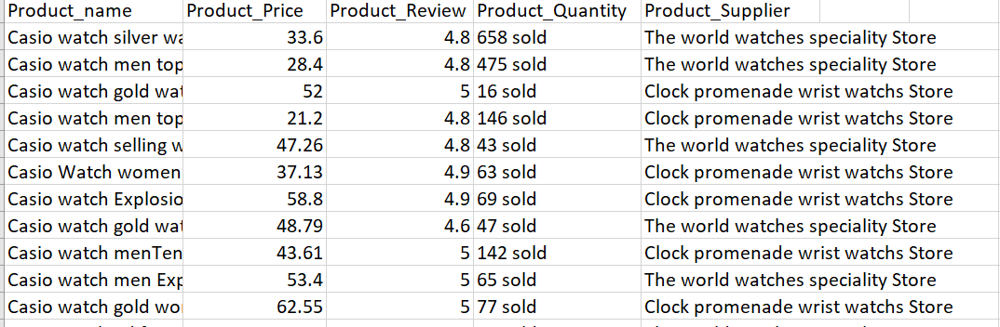 Product_name Product_Price Product_Review Product_Quantity Product_Supplier
Casio watch silver wa 33.6 4.8 658 sold The world watches speciality Store
Casio watch men top 28.4 4.8 475 sold The world watches speciality Store
Casio watch gold wat 52 5 16 sold Clock promenade wrist watchs Store
Casio watch men top 21.2 4.8 146 sold Clock promenade wrist watchs Store
Casio watch selling w 47.26 4.8 43 sold The world watches speciality Store
Casio Watch women 37.13 4.9 63 sold Clock promenade wrist watchs Store
Casio watch Explosio 58.8 4.9 69 sold Clock promenade wrist watchs Store
Casio watch gold wat 48.79 4.6 47 sold The world watches speciality Store
Casio watch menTen 43.61 5 142 sold Clock promenade wrist watchs Store
Casio watch men Exp 53.4 5 65 sold The world watches speciality Store
Casio watch gold wo 62.55 5 77 sold Clock promenade wrist watchs Store